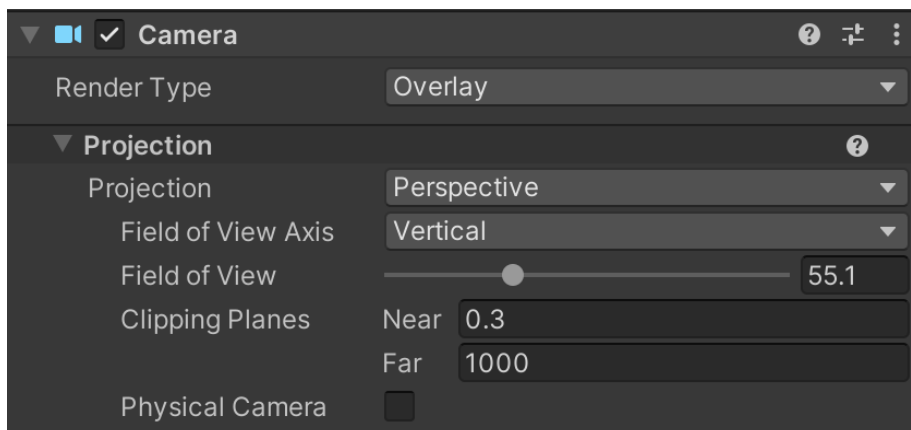 Camera
Render Type Overlay
Projection
Projection Perspective
Field of View Axis Vertical
Field of View 55.1
Clipping Planes Near 0.3
Far 1000
Physical Camera